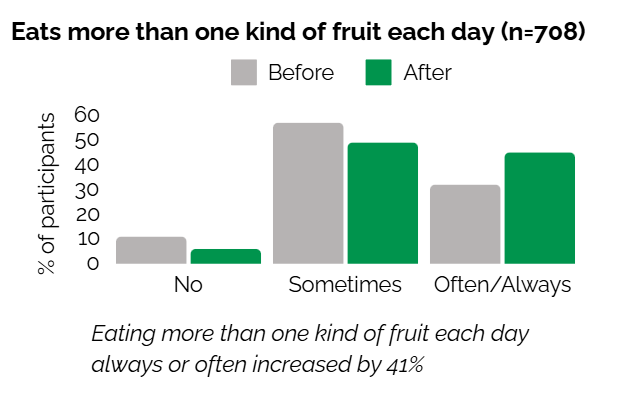 Eats more than one kind of fruit each day (n=708)
Before After
% of participants
60
50
40
30
20
10
0
No Sometimes Often/Always
Eating more than one kind of fruit each day
always or often increased by 41%